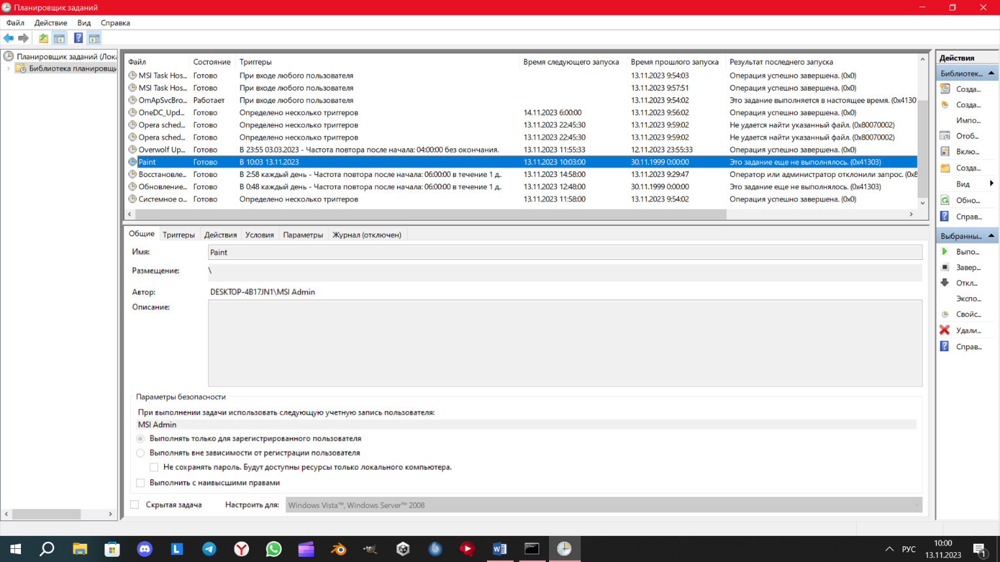 Планировщик заданий
Файл Действие Вид Справка
Планировщик заданий (Лока
Библиотека планировщи
Файл Состояние Триггеры Время следующего запуска Время прошлого запуска Результат последнего запуска
MSI Task Hos... Готово При входе любого пользователя 13.11.2023 9:54:03 Операция успешно завершена. (0x0)
MSI Task Hos... Готово При входе любого пользователя 13.11.2023 9:57:51 Операция успешно завершена. (0x0)
OmApSvcBro... Работает При входе любого пользователя 13.11.2023 9:54:02 Это задание выполняется в настоящее время. (0x4130
OneDC_Upd... Готово Определено несколько триггеров 14.11.2023 6:00:00 13.11.2023 9:56:02 Операция успешно завершена. (0x0)
Opera sched... Готово Определено несколько триггеров 13.11.2023 22:45:30 13.11.2023 9:59:02 Не удается найти указанный файл. (0x80070002)
Opera sched... Готово Определено несколько триггеров 13.11.2023 22:45:30 13.11.2023 9:59:02 Не удается найти указанный файл. (0x80070002)
Overwolf Up... Готово В 23:55 03.03.2023 - Частота повтора после начала: 04:00:00 без окончания. 13.11.2023 11:55:33 12.11.2023 23:55:33 Операция успешно завершена. (0x0)
Paint Готово В 10:03 13.11.2023 13.11.2023 10:03:00 30.11.1999 0:00:00 Это задание еще не выполнялось. (0x41303)
Восстановле... Готово В 2:58 каждый день - Частота повтора после начала: 06:00:00 в течение 1 д.. 13.11.2023 14:58:00 13.11.2023 9:29:47 Оператор или администратор отклонили запрос. (0x8
Обновление... Готово В 0:48 каждый день - Частота повтора после начала: 06:00:00 в течение 1 д.. 13.11.2023 12:48:00 30.11.1999 0:00:00 Это задание еще не выполнялось. (0x41303)
Системное о... Готово Определено несколько триггеров 13.11.2023 11:58:00 13.11.2023 9:54:02 Операция успешно завершена. (0x0)
Общие Триггеры Действия Условия Параметры Журнал (отключен)
Имя: Paint
Размещение: \
Автор: DESKTOP-4B17JN1\MSI Admin
Описание:
Параметры безопасности
При выполнении задачи использовать следующую учетную запись пользователя:
MSI Admin
Выполнять только для зарегистрированного пользователя
Выполнять вне зависимости от регистрации пользователя
Не сохранять пароль. Будут доступны ресурсы только локального компьютера.
Выполнить с наивысшими правами
Скрытая задача Настроить для: Windows Vista™, Windows Server™ 2008
Действия
Библиотек...
Созда...
Созда...
Импо...
Отоб...
Вклю...
Созда...
Вид
Обно...
Справ...
Выбранны...
Выпо...
Завер...
Откл...
Экспо...
Свойс...
Удали...
Справ...
РУС
10:00
13.11.2023
1